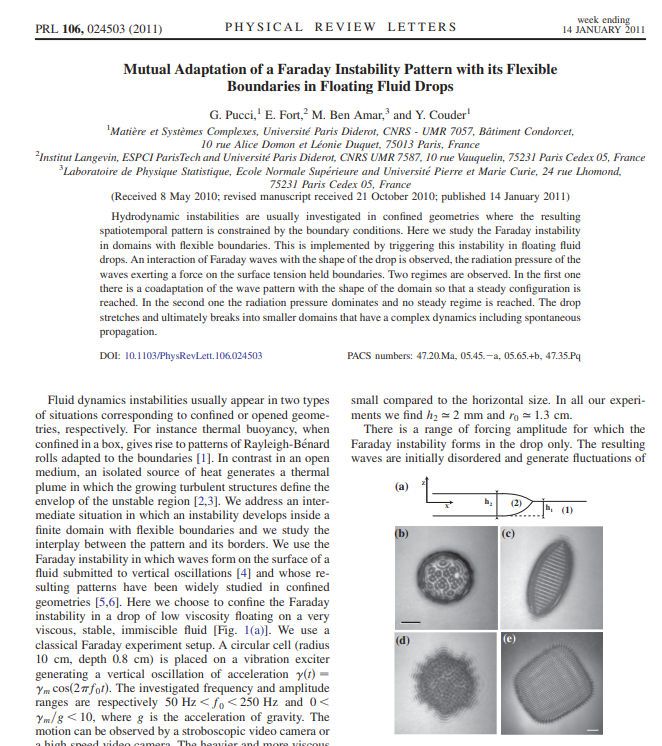 PRL 106, 024503 (2011)
PHYSICAL REVIEW LETTERS
week ending
14 JANUARY 2011
Mutual Adaptation of a Faraday Instability Pattern with its Flexible
Boundaries in Floating Fluid Drops
G. Pucci,¹ E. Fort,² M. Ben Amar,³ and Y. Couder¹
¹Matière et Systèmes Complexes, Université Paris Diderot, CNRS - UMR 7057, Bâtiment Condorcet,
10 rue Alice Domon et Léonie Duquet, 75013 Paris, France
²Institut Langevin, ESPCI ParisTech and Université Paris Diderot, CNRS UMR 7587, 10 rue Vauquelin, 75231 Paris Cedex 05, France
³Laboratoire de Physique Statistique, Ecole Normale Supérieure and Université Pierre et Marie Curie, 24 rue Lhomond,
75231 Paris Cedex 05, France
(Received 8 May 2010; revised manuscript received 21 October 2010; published 14 January 2011)
Hydrodynamic instabilities are usually investigated in confined geometries where the resulting
spatiotemporal pattern is constrained by the boundary conditions. Here we study the Faraday instability
in domains with flexible boundaries. This is implemented by triggering this instability in floating fluid
drops. An interaction of Faraday waves with the shape of the drop is observed, the radiation pressure of the
waves exerting a force on the surface tension held boundaries. Two regimes are observed. In the first one
there is a coadaptation of the wave pattern with the shape of the domain so that a steady configuration is
reached. In the second one the radiation pressure dominates and no steady regime is reached. The drop
stretches and ultimately breaks into smaller domains that have a complex dynamics including spontaneous
propagation.
DOI: 10.1103/PhysRevLett.106.024503
PACS numbers: 47.20.Ma, 05.45.−a, 05.65.+b, 47.35.Pq
Fluid dynamics instabilities usually appear in two types
of situations corresponding to confined or opened geome-
tries, respectively. For instance thermal buoyancy, when
confined in a box, gives rise to patterns of Rayleigh-Bénard
rolls adapted to the boundaries [1]. In contrast in an open
medium, an isolated source of heat generates a thermal
plume in which the growing turbulent structures define the
envelop of the unstable region [2,3]. We address an inter-
mediate situation in which an instability develops inside a
finite domain with flexible boundaries and we study the
interplay between the pattern and its borders. We use the
Faraday instability in which waves form on the surface of a
fluid submitted to vertical oscillations [4] and whose re-
sulting patterns have been widely studied in confined
geometries [5,6]. Here we choose to confine the Faraday
instability in a drop of low viscosity floating on a very
viscous, stable, immiscible fluid [Fig. 1(a)]. We use a
classical Faraday experiment setup. A circular cell (radius
10 cm, depth 0.8 cm) is placed on a vibration exciter
generating a vertical oscillation of acceleration γ(t) =
γm cos(2πf₀t). The investigated frequency and amplitude
ranges are respectively 50 Hz < f₀ < 250 Hz and 0 <
γm/g < 10, where g is the acceleration of gravity. The
motion can be observed by a stroboscopic video camera or
a high speed video camera. The heavier and more viscous
small compared to the horizontal size. In all our experi-
ments we find h₂ ≃ 2 mm and r₀ ≃ 1.3 cm.
There is a range of forcing amplitude for which the
Faraday instability forms in the drop only. The resulting
waves are initially disordered and generate fluctuations of
(a)
z
x
h₂
(2)
h₁
(1)
(b)
(c)
(d)
(e)